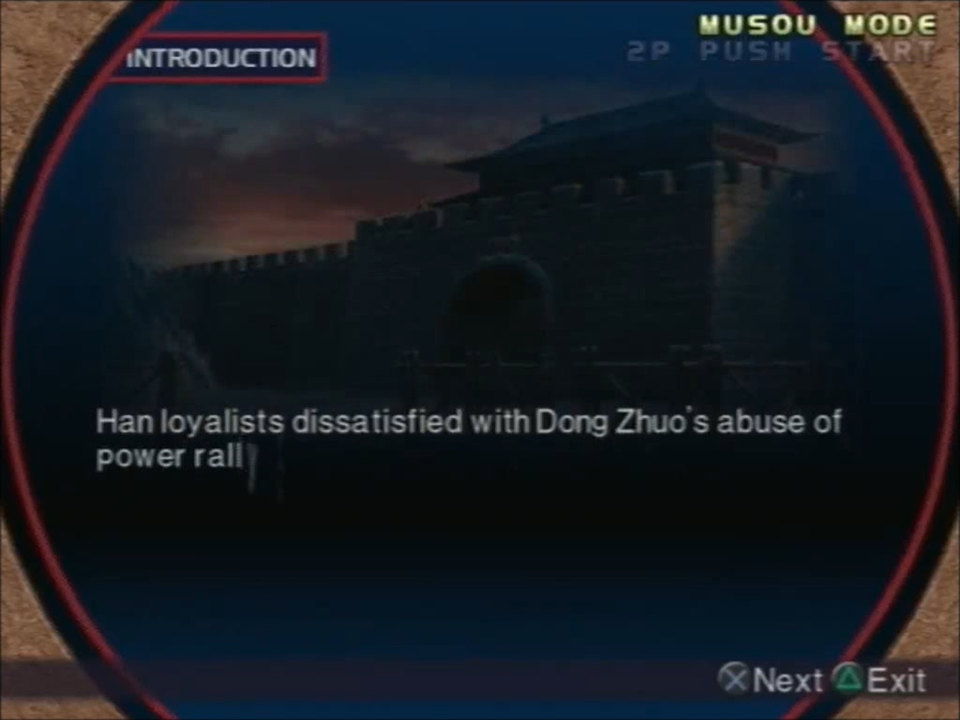 MUSOU MODE
INTRODUCTION
2P PUSH START
Han loyalists dissatisfied with Dong Zhuo's abuse of
power rall
Next Exit